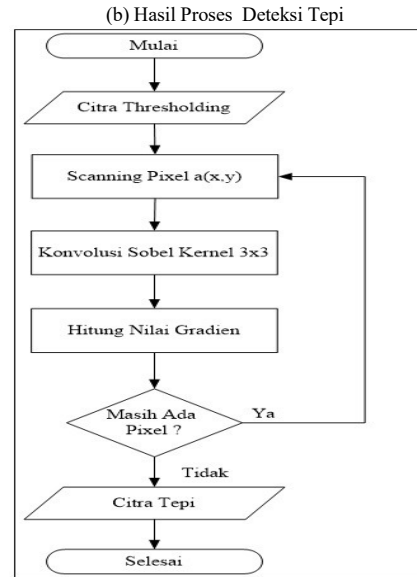 (b) Hasil Proses Deteksi Tepi
Mulai
Citra Thresholding
Scanning Pixel a(x,y)
Konvolusi Sobel Kernel 3x3
Hitung Nilai Gradien
Masih Ada
Pixel ?
Ya
Tidak
Citra Tepi
Selesai